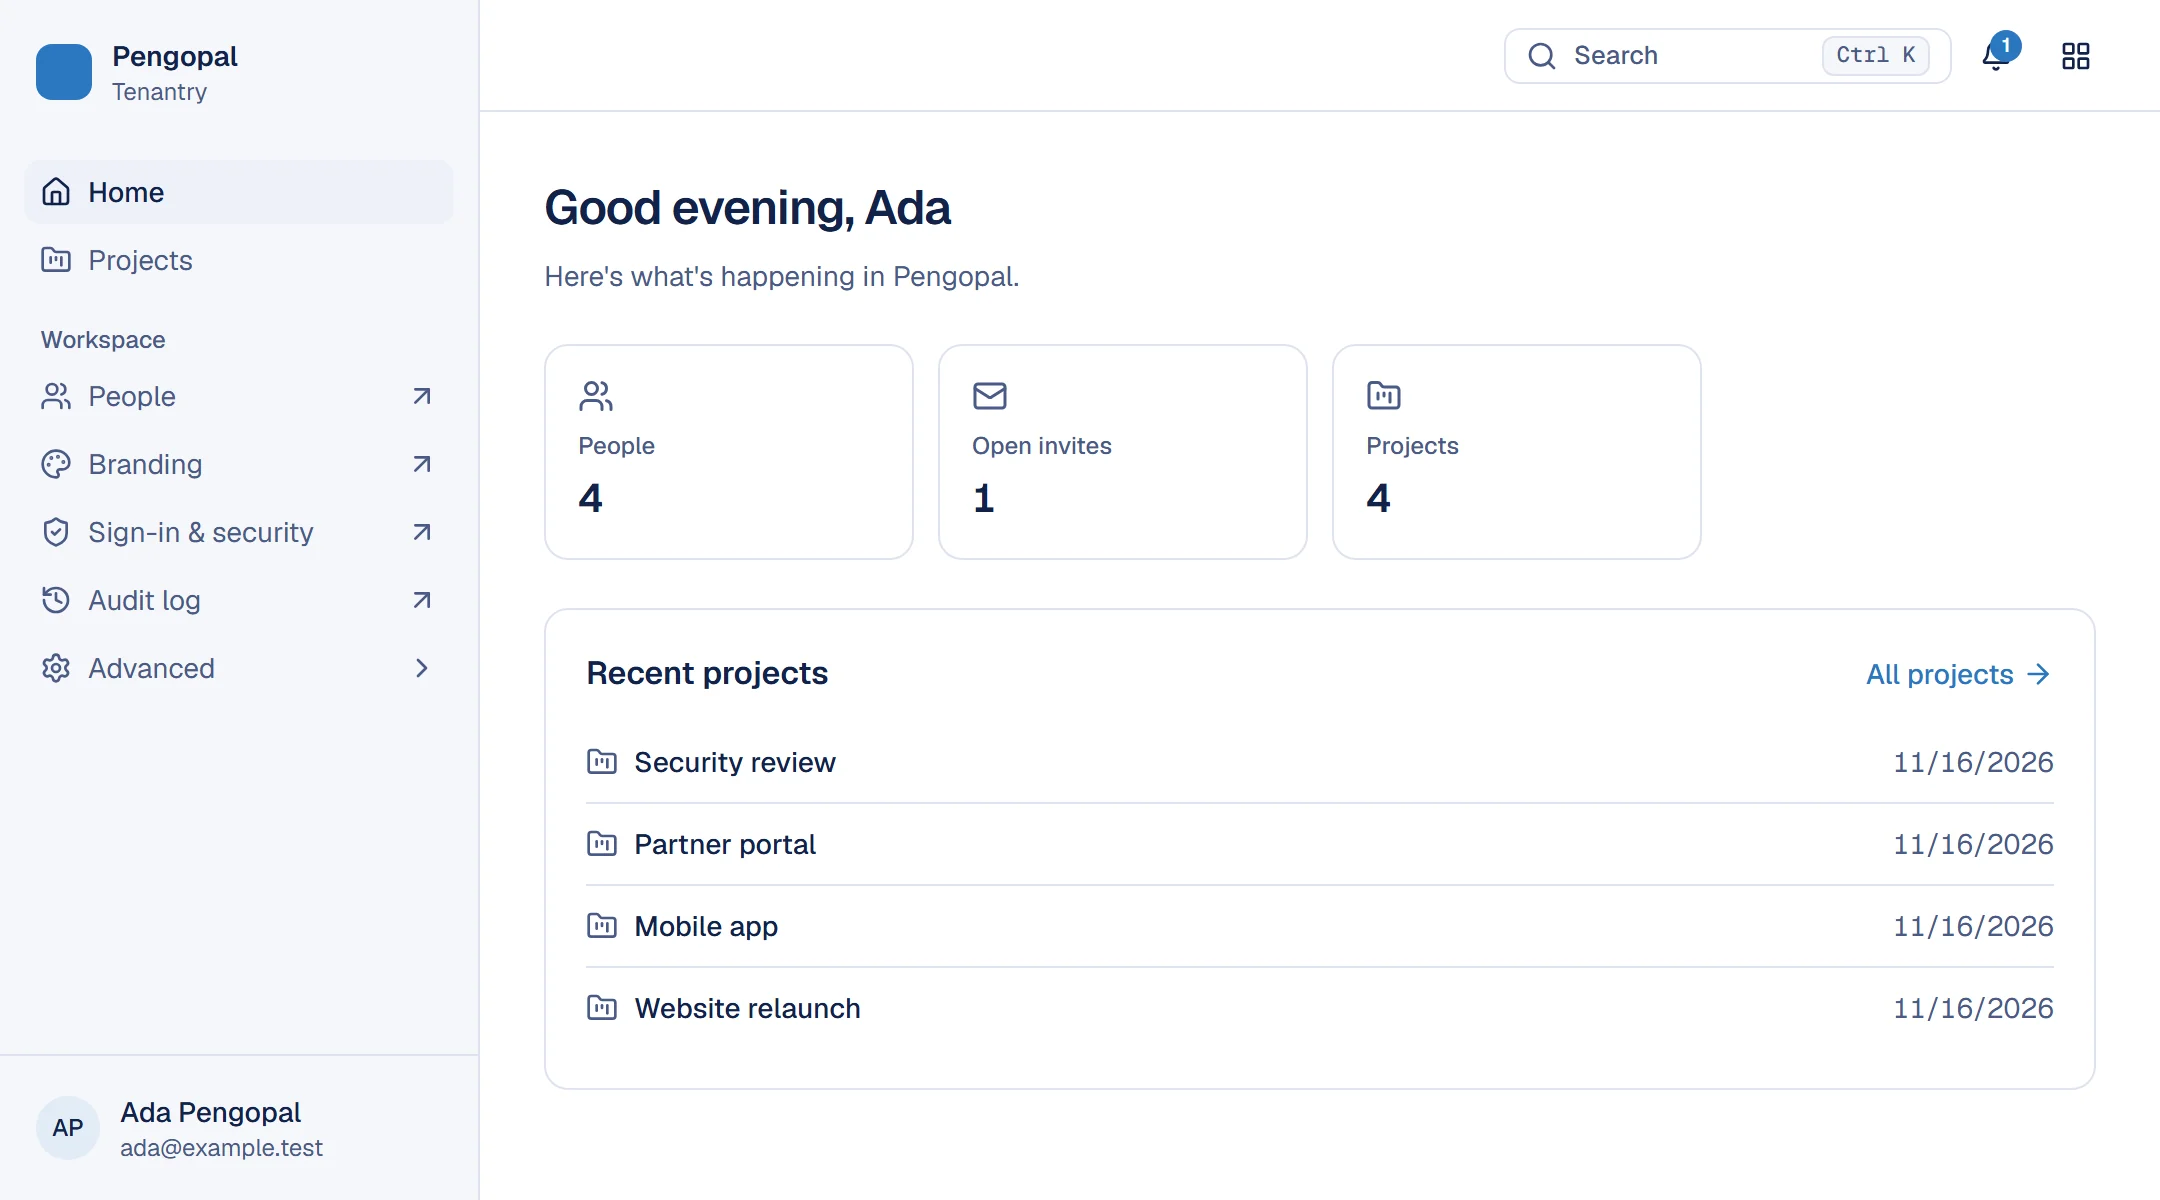 Pengopal
Tenantry
Home
Projects
Workspace
People
Branding
Sign-in & security
Audit log
Advanced
Ada Pengopal
AP
ada@example.test
Search
Ctrl K
1
Good evening, Ada
Here's what's happening in Pengopal.
People
4
Open invites
1
Projects
4
Recent projects
All projects
Security review 11/16/2026
Partner portal 11/16/2026
Mobile app 11/16/2026
Website relaunch 11/16/2026